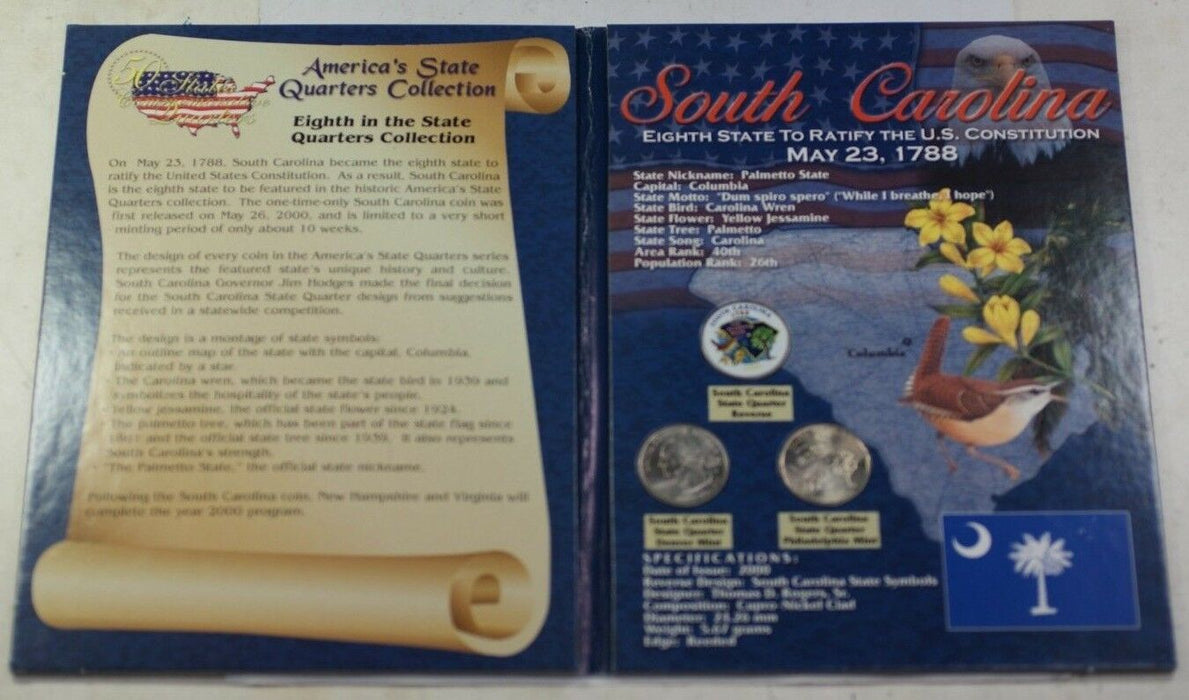 50 States
America's State
Quarters Collection
Eighth in the State
Quarters Collection
On May 23, 1788, South Carolina became the eighth state to
ratify the United States Constitution. As a result, South Carolina
is the eighth state to be featured in the historic America's State
Quarters collection. The one-time-only South Carolina coin was
first released on May 26, 2000, and is limited to a very short
minting period of only about 10 weeks.
The design of every coin in the America's State Quarters series
represents the featured state's unique history and culture.
South Carolina Governor Jim Hodges made the final decision
for the South Carolina State Quarter design from suggestions
received in a statewide competition.
The design is a montage of state symbols:
An outline map of the state with the capital, Columbia,
indicated by a star.
The Carolina wren, which became the state bird in 1939 and
symbolizes the hospitality of the state's people.
Yellow jessamine, the official state flower since 1924.
The palmetto tree, which has been part of the state flag since
1861 and the official state tree since 1939. It also represents
South Carolina's strength.
"The Palmetto State," the official state nickname.
Following the South Carolina coin, New Hampshire and Virginia will
complete the year 2000 program.
South Carolina
EIGHTH STATE TO RATIFY THE U.S. CONSTITUTION
MAY 23, 1788
State Nickname: Palmetto State
Capital: Columbia
State Motto: "Dum spiro spero" ("While I breathe, I hope")
State Bird: Carolina Wren
State Flower: Yellow Jessamine
State Tree: Palmetto
State Song: Carolina
Area Rank: 40th
Population Rank: 26th
SOUTH CAROLINA
1788
Columbia
South Carolina
State Quarter
Reverse
South Carolina
State Quarter
Denver Mint
South Carolina
State Quarter
Philadelphia Mint
SPECIFICATIONS:
Date of Issue: 2000
Reverse Design: South Carolina State Symbols
Designer: Thomas D. Rogers, Sr.
Composition: Cupro-Nickel Clad
Diameter: 24.26 mm
Weight: 5.67 grams
Edge: Reeded